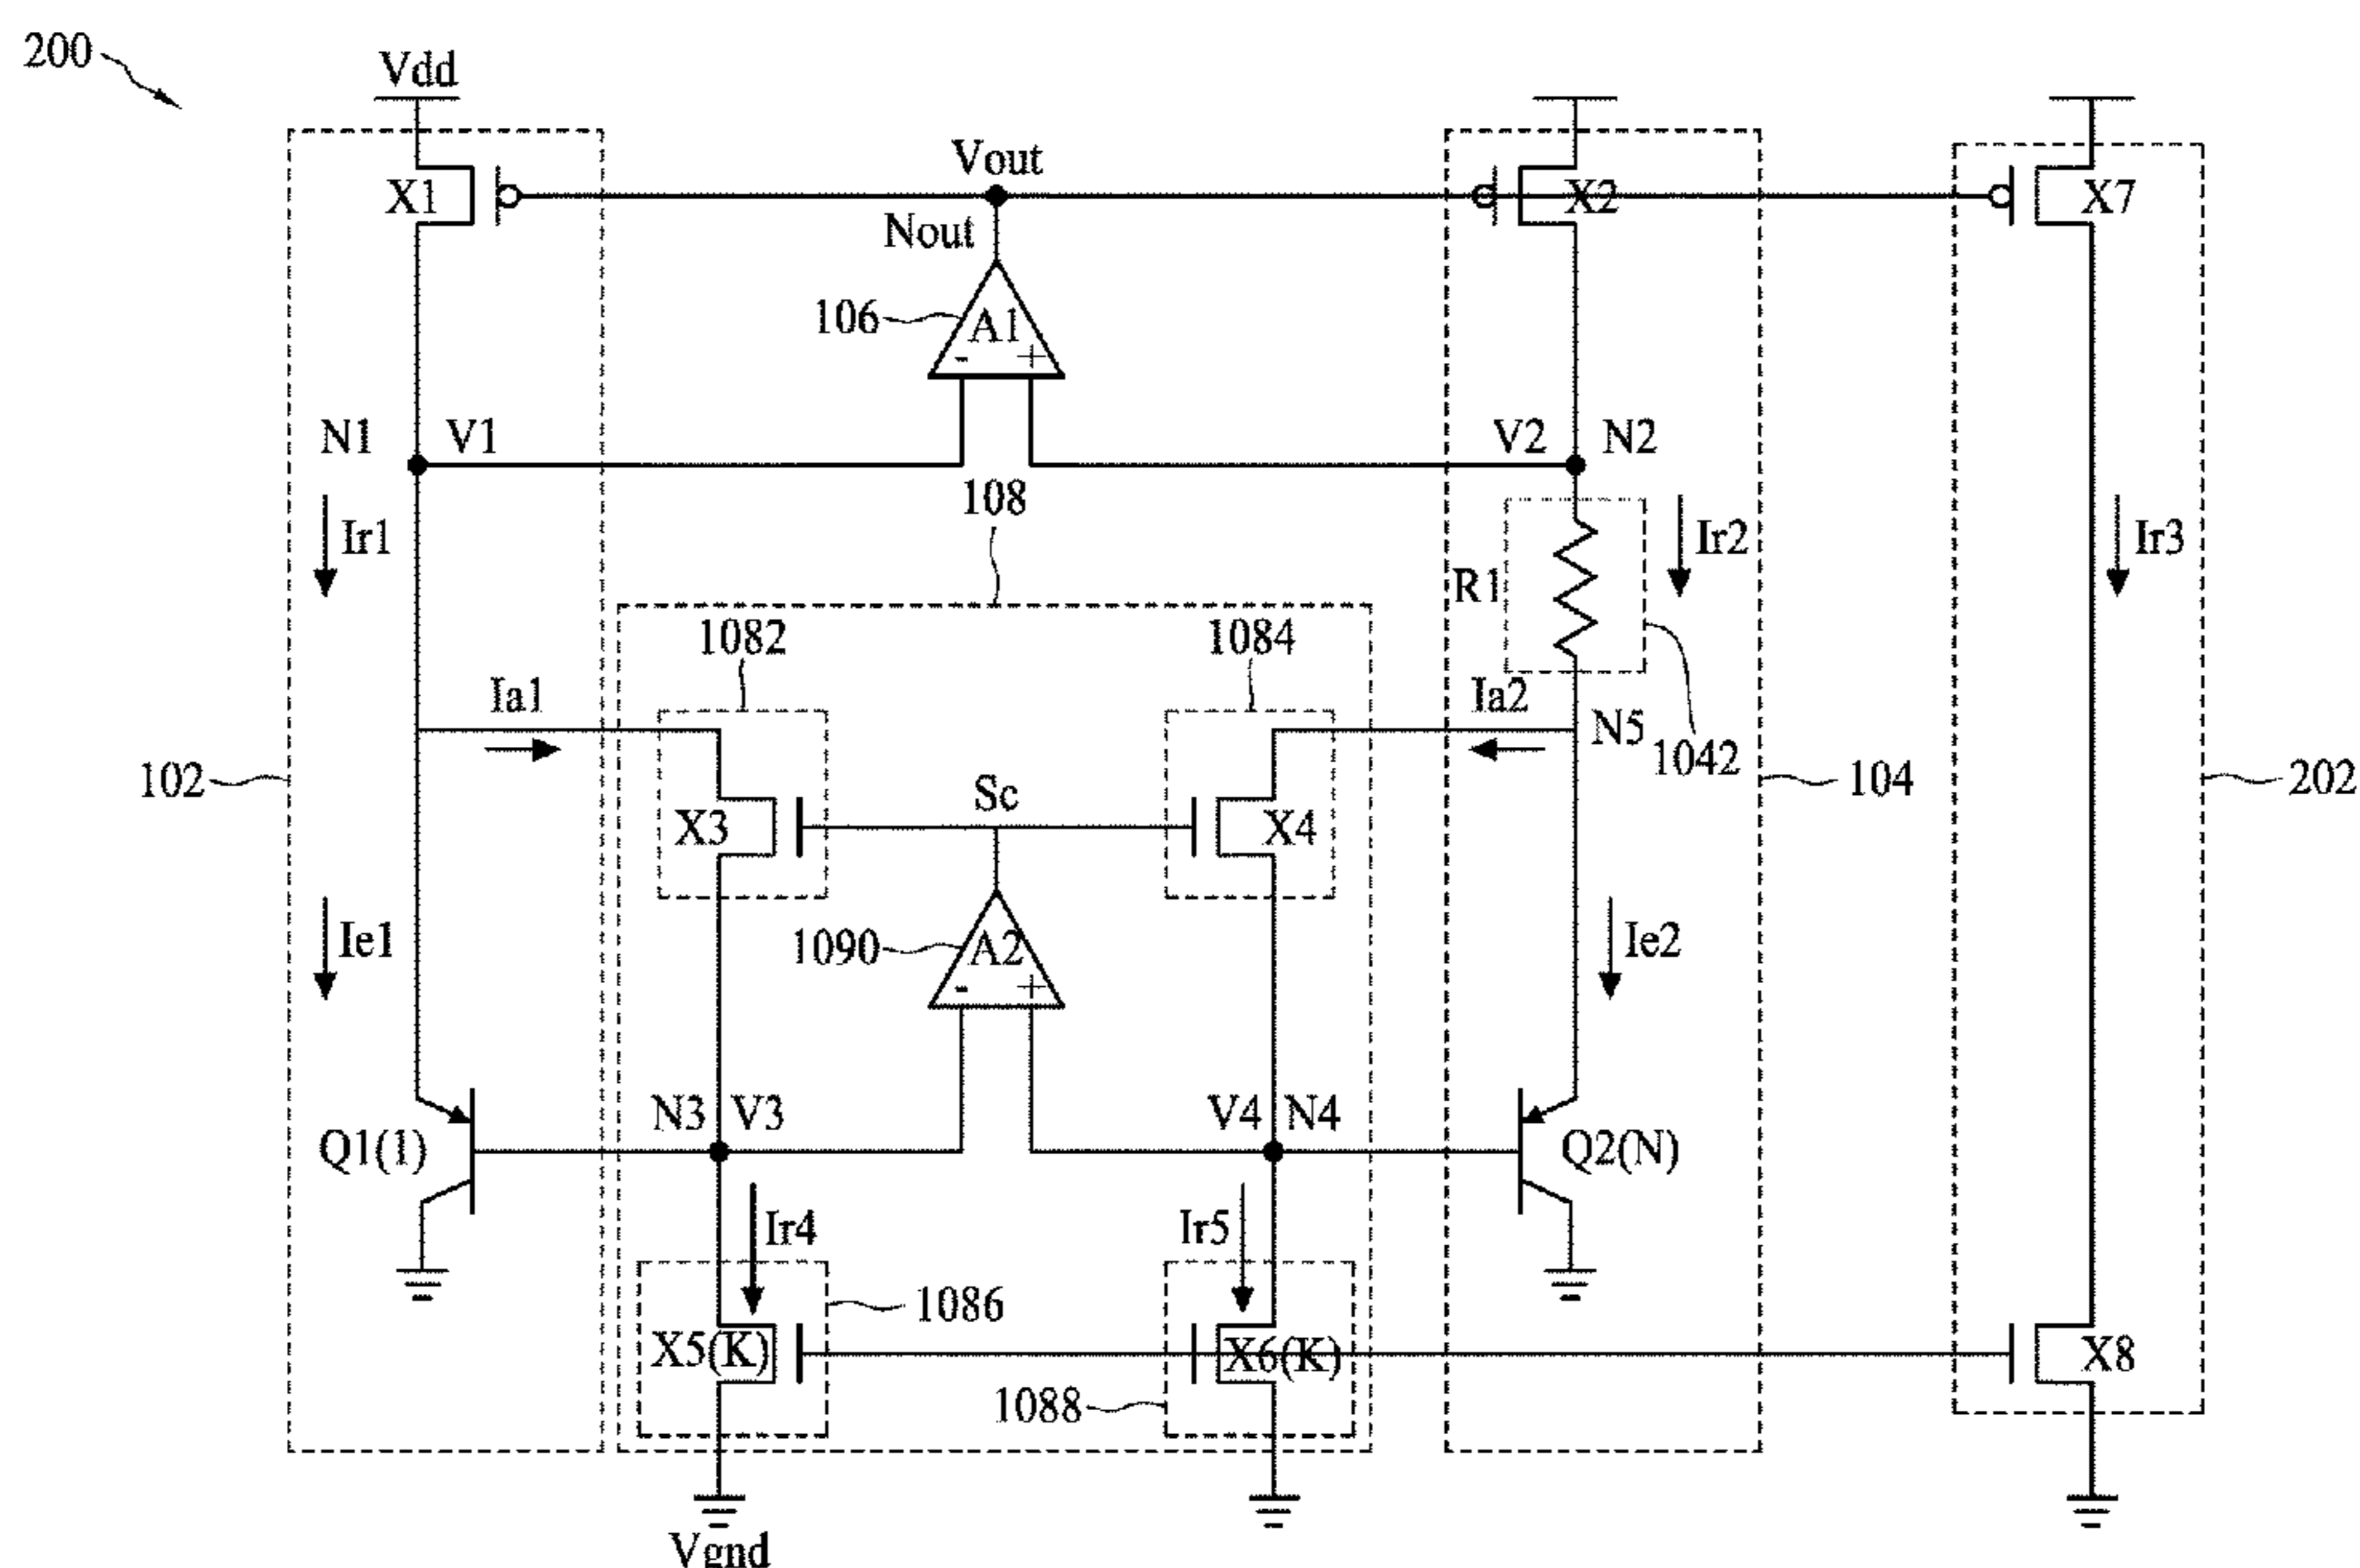 200
Vdd
Vout
X1
X2
X7
Nout
106
A1
- +
N1 V1
V2 N2
108
Ir1
R1
Ir2
Ir3
1082
1084
Ia1
Ia2
N5
1042
102
104
202
Sc
X3
X4
Ie1
1090
A2
- +
Ie2
N3 V3
V4 N4
Q1(1)
Q2(N)
Ir4
Ir5
1086
X5(K)
X6(K)
X8
1088
Vgnd